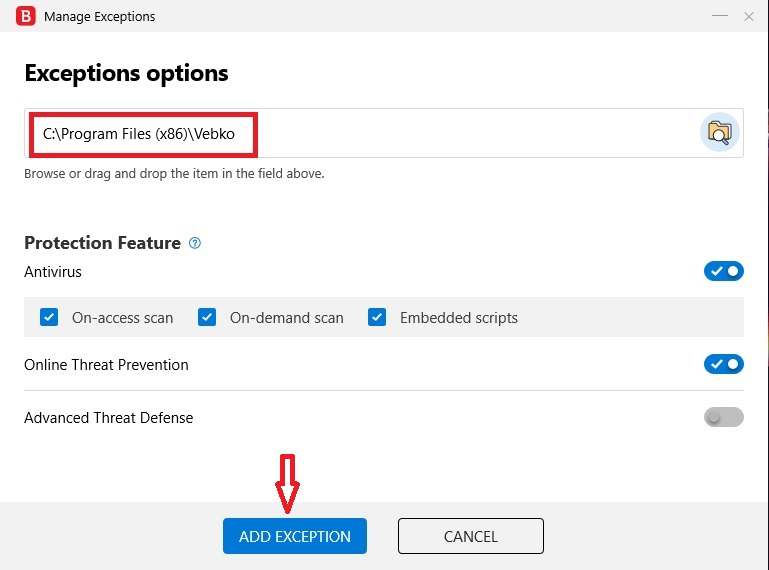 B Manage Exceptions
Exceptions options
C:\Program Files (x86)\Vebko
Browse or drag and drop the item in the field above.
Protection Feature ?
Antivirus
On-access scan On-demand scan Embedded scripts
Online Threat Prevention
Advanced Threat Defense
ADD EXCEPTION CANCEL